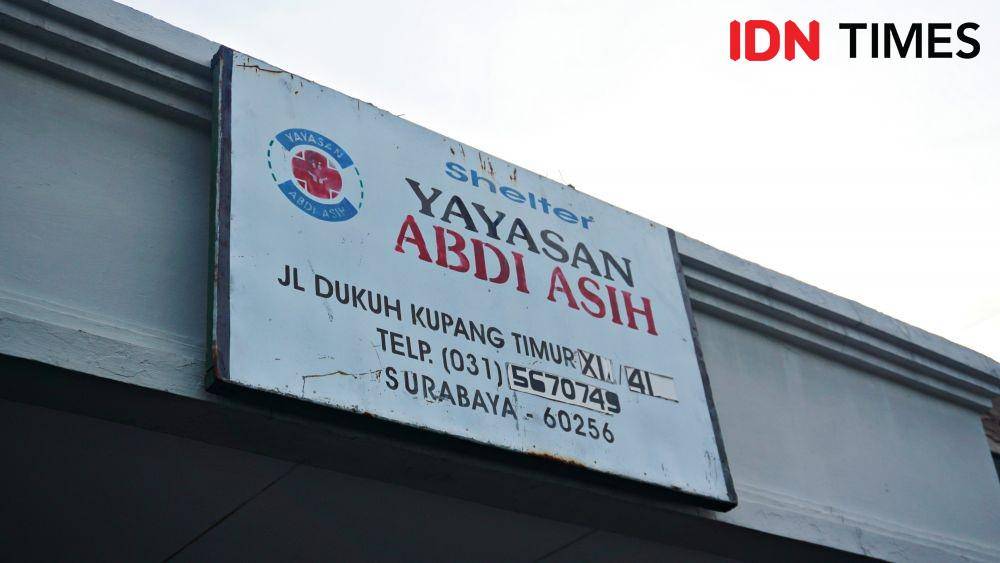 IDN TIMES
YAYASAN
ABDI ASIH
Shelter
YAYASAN
ABDI ASIH
JL DUKUH KUPANG TIMUR XII/41
TELP. (031) 5670749
SURABAYA - 60256